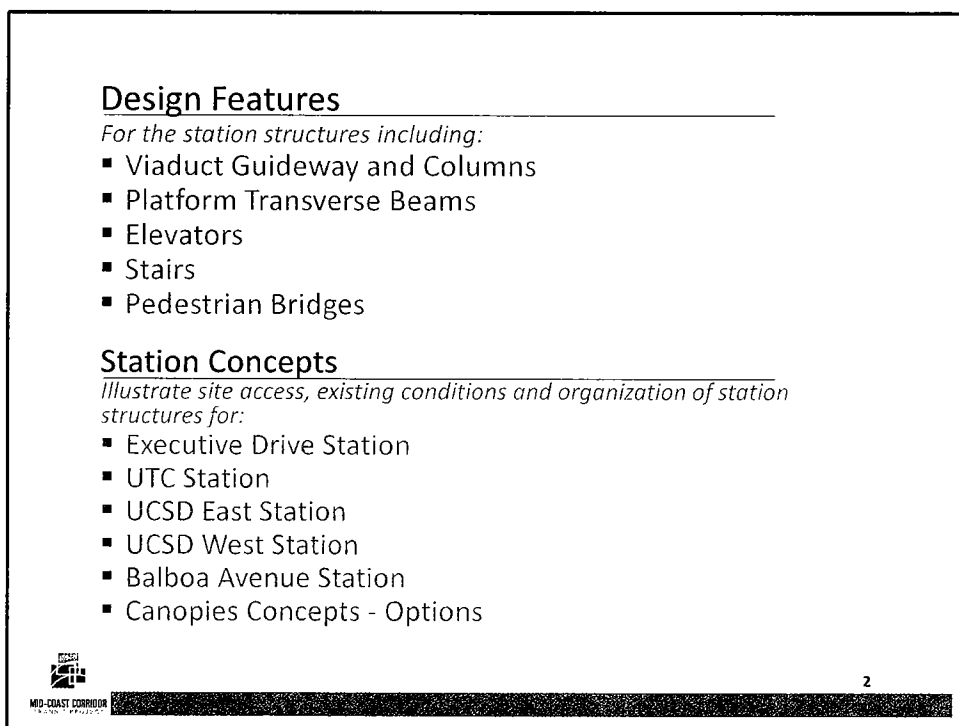 Design Features
For the station structures including:
▪ Viaduct Guideway and Columns
▪ Platform Transverse Beams
▪ Elevators
▪ Stairs
▪ Pedestrian Bridges
Station Concepts
Illustrate site access, existing conditions and organization of station
structures for:
▪ Executive Drive Station
▪ UTC Station
▪ UCSD East Station
▪ UCSD West Station
▪ Balboa Avenue Station
▪ Canopies Concepts - Options
2
MID-COAST CORRIDOR
TRANSIT PROJECT